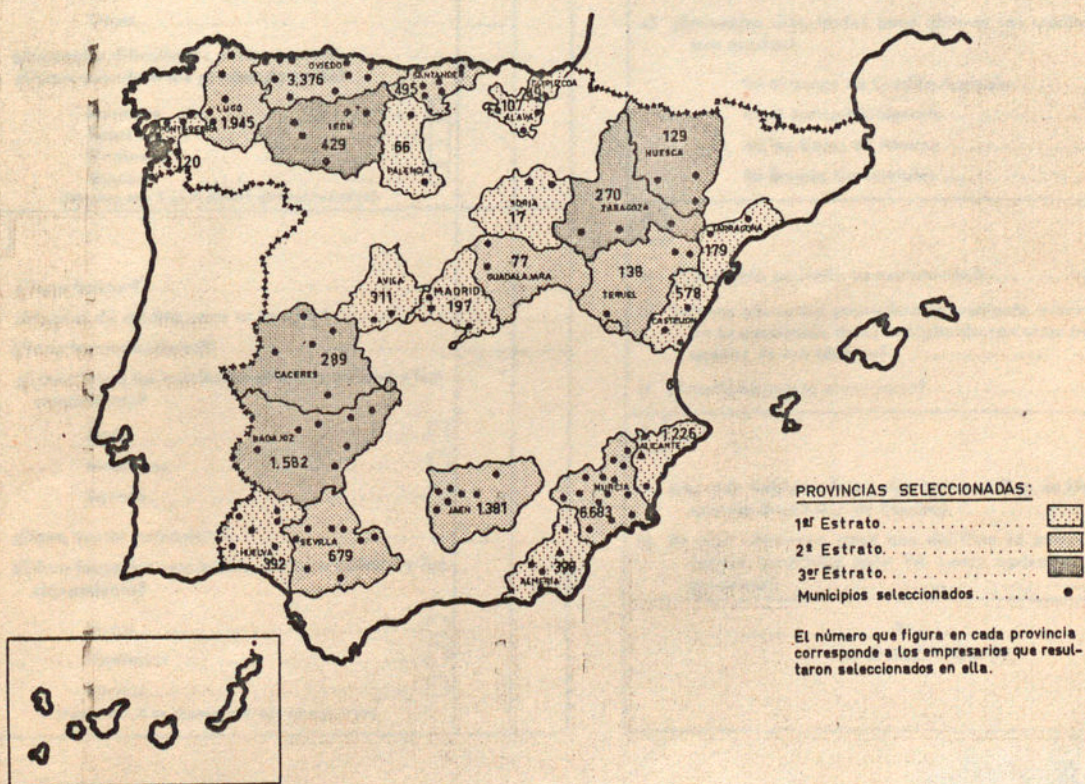 OVIEDO
3.376
SANTANDER
495
GUIPUZCOA
107
ALAVA
LUGO
1.945
PONTEVEDRA
120
LEON
429
66
PALENCIA
129
HUESCA
270
ZARAGOZA
SORIA
17
TARRAGONA
179
77
GUADALAJARA
138
TERUEL
578
CASTELLON
AVILA
311
MADRID
197
289
CACERES
BADAJOZ
1.582
1.226
ALICANTE
MURCIA
6.683
JAEN 1.381
HUELVA
392
SEVILLA
679
ALMERIA
PROVINCIAS SELECCIONADAS:
1er Estrato
2º Estrato
3er Estrato
Municipios seleccionados
El número que figura en cada provincia
corresponde a los empresarios que resul-
taron seleccionados en ella.